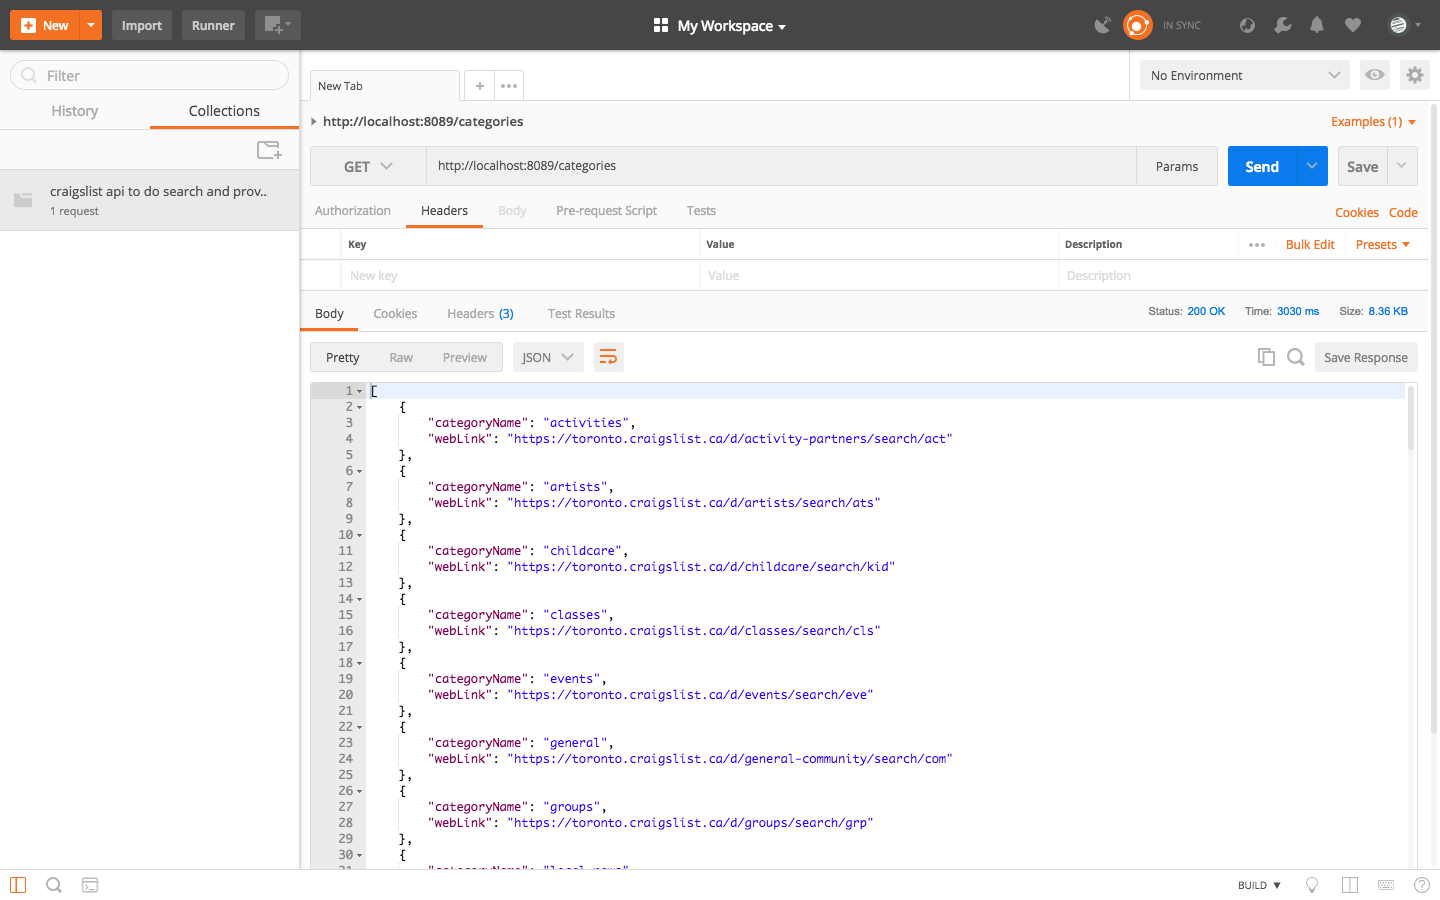 New
Import
Runner
My Workspace
IN SYNC
Filter
History
Collections
craigslist api to do search and prov...
1 request
New Tab
No Environment
http://localhost:8089/categories
Examples (1)
GET
http://localhost:8089/categories
Params
Send
Save
Authorization
Headers
Body
Pre-request Script
Tests
Cookies
Code
Key
Value
Description
Bulk Edit
Presets
New key
Value
Description
Body
Cookies
Headers (3)
Test Results
Status: 200 OK
Time: 3030 ms
Size: 8.36 KB
Pretty
Raw
Preview
JSON
Save Response
1 [
2 {
3 "categoryName": "activities",
4 "webLink": "https://toronto.craigslist.ca/d/activity-partners/search/act"
5 },
6 {
7 "categoryName": "artists",
8 "webLink": "https://toronto.craigslist.ca/d/artists/search/ats"
9 },
10 {
11 "categoryName": "childcare",
12 "webLink": "https://toronto.craigslist.ca/d/childcare/search/kid"
13 },
14 {
15 "categoryName": "classes",
16 "webLink": "https://toronto.craigslist.ca/d/classes/search/cls"
17 },
18 {
19 "categoryName": "events",
20 "webLink": "https://toronto.craigslist.ca/d/events/search/eve"
21 },
22 {
23 "categoryName": "general",
24 "webLink": "https://toronto.craigslist.ca/d/general-community/search/com"
25 },
26 {
27 "categoryName": "groups",
28 "webLink": "https://toronto.craigslist.ca/d/groups/search/grp"
29 },
30 {
BUILD